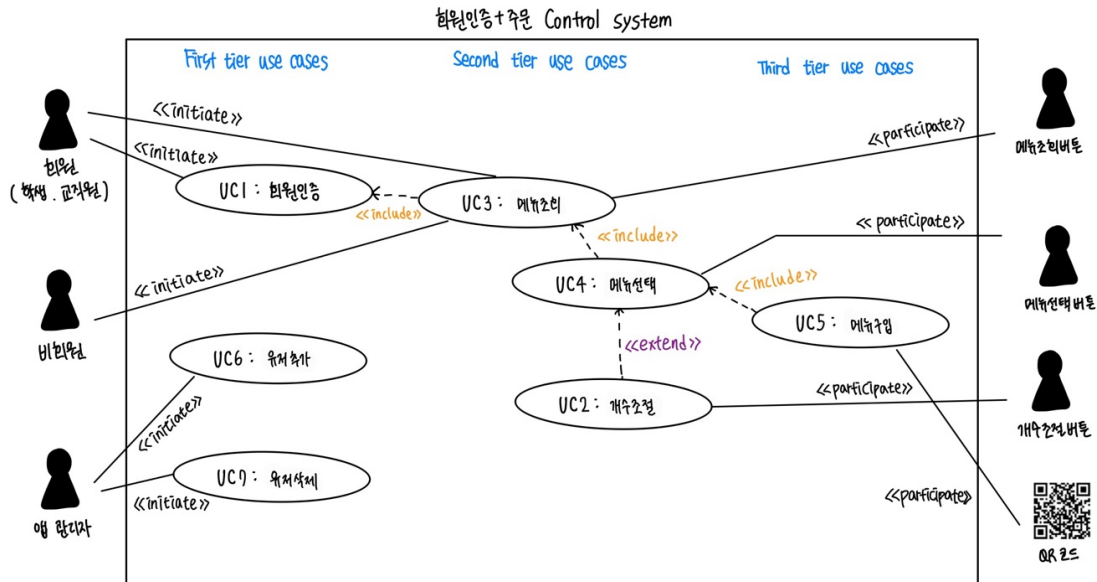 회원인증+주문 Control system
First tier use cases
Second tier use cases
Third tier use cases
<<initiate>>
<<initiate>>
회원
(학생.교직원)
UC1: 회원인증
<<include>>
UC3: 메뉴조회
<<participate>>
메뉴조회버튼
<<include>>
<<participate>>
<<initiate>>
UC4: 메뉴선택
<<include>>
메뉴선택버튼
비회원
UC5: 메뉴구입
UC6: 유저추가
<<extend>>
<<participate>>
UC2: 개수조절
개수조절버튼
<<initiate>>
UC7: 유저삭제
<<initiate>>
<<participate>>
앱 관리자
QR코드